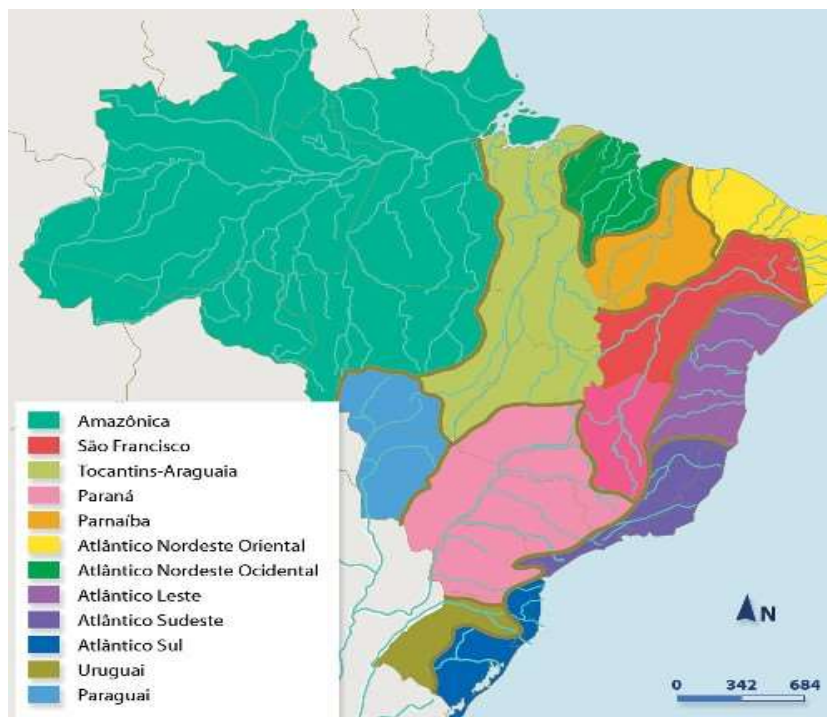 Amazônica
São Francisco
Tocantins-Araguaia
Paraná
Parnaíba
Atlântico Nordeste Oriental
Atlântico Nordeste Ocidental
Atlântico Leste
Atlântico Sudeste
Atlântico Sul
Uruguai
Paraguai
N
0 342 684